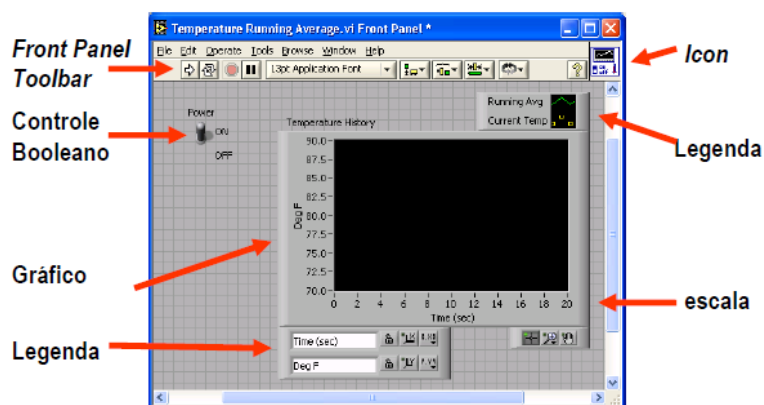 Temperature Running Average.vi Front Panel *
File Edit Operate Tools Browse Window Help
13pt Application Font
?
Front Panel
Toolbar
Icon
Controle
Booleano
Power
ON
OFF
Temperature History
Running Avg
Current Temp
Legenda
90.0
87.5
85.0
82.5
80.0
77.5
75.0
72.5
70.0
Deg F
0 2 4 6 8 10 12 14 16 18 20
Time (sec)
Gráfico
escala
Legenda
Time (sec)
Deg F